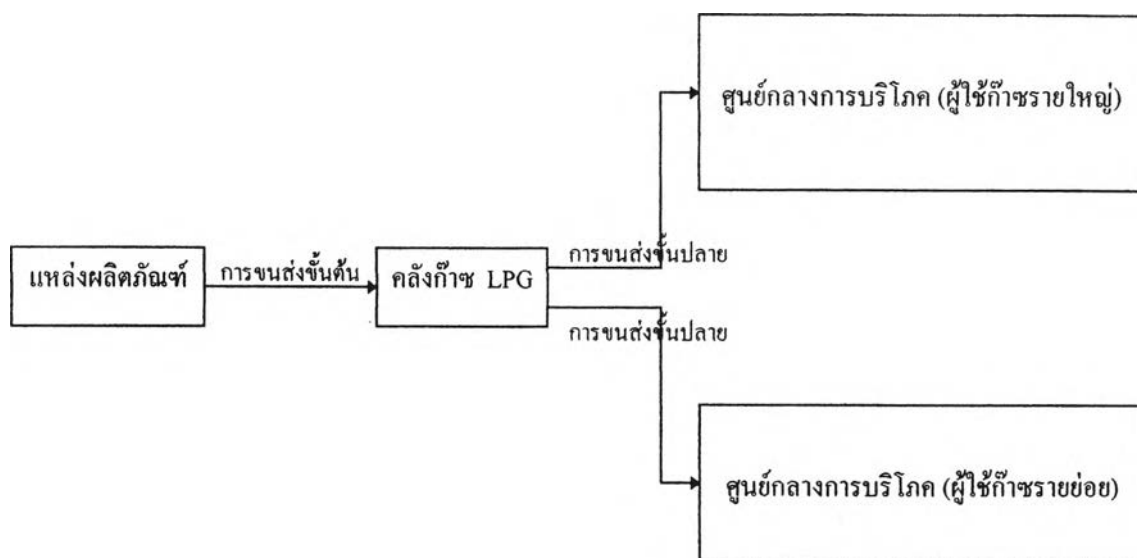 ศูนย์กลางการบริโภค (ผู้ใช้ก๊าซรายใหญ่)
แหล่งผลิตภัณฑ์
การขนส่งขั้นต้น
คลังก๊าซ LPG
การขนส่งขั้นปลาย
การขนส่งขั้นปลาย
ศูนย์กลางการบริโภค (ผู้ใช้ก๊าซรายย่อย)